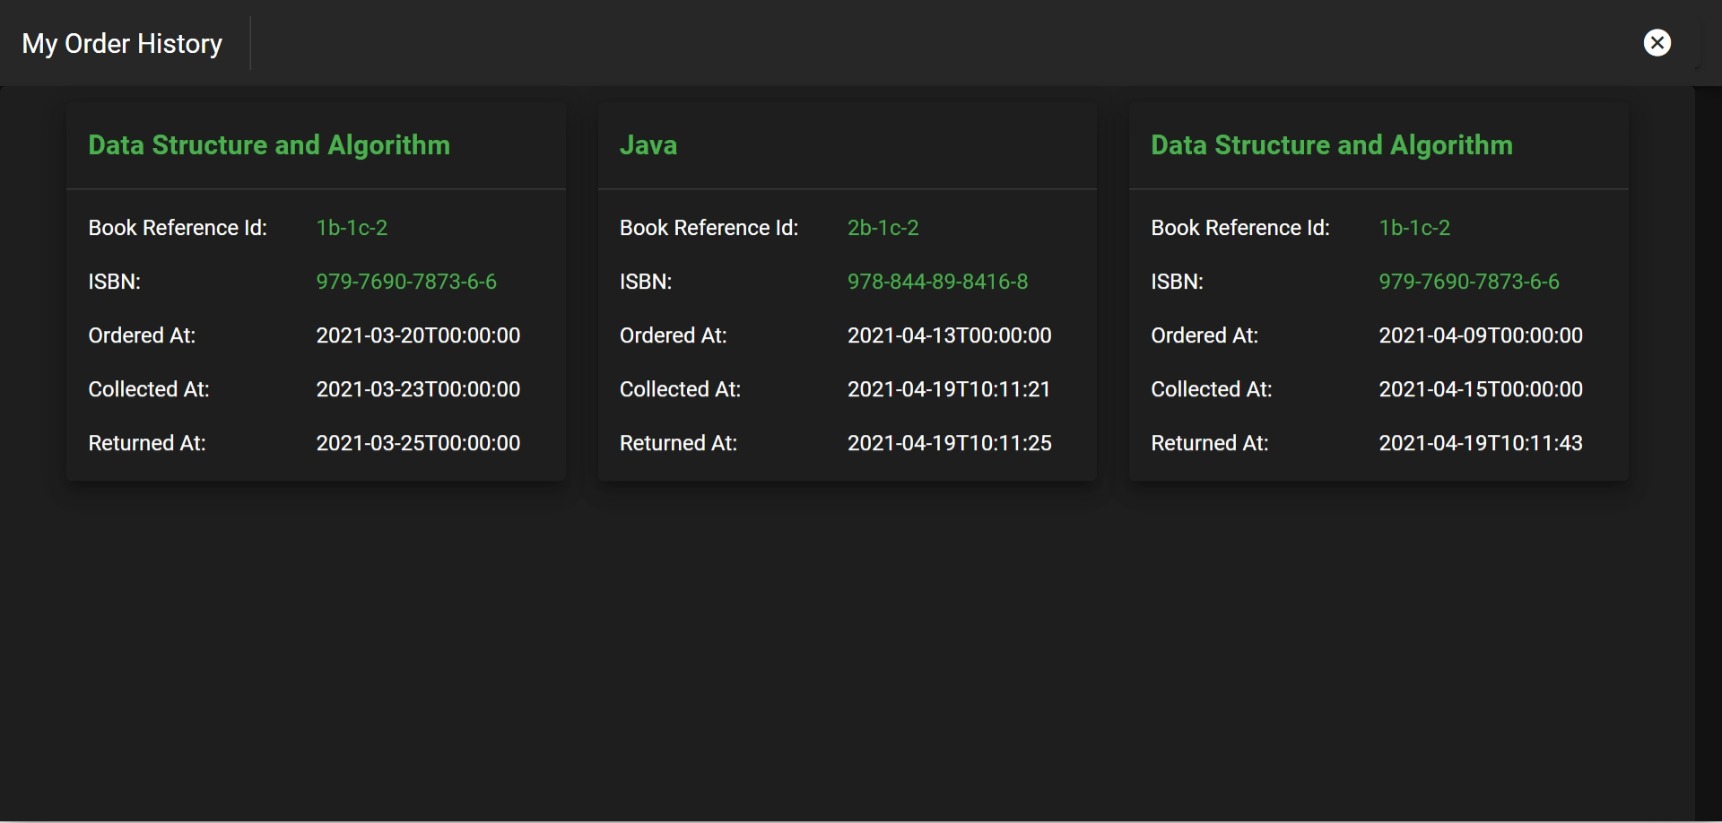 My Order History
Data Structure and Algorithm
Book Reference Id: 1b-1c-2
ISBN: 979-7690-7873-6-6
Ordered At: 2021-03-20T00:00:00
Collected At: 2021-03-23T00:00:00
Returned At: 2021-03-25T00:00:00
Java
Book Reference Id: 2b-1c-2
ISBN: 978-844-89-8416-8
Ordered At: 2021-04-13T00:00:00
Collected At: 2021-04-19T10:11:21
Returned At: 2021-04-19T10:11:25
Data Structure and Algorithm
Book Reference Id: 1b-1c-2
ISBN: 979-7690-7873-6-6
Ordered At: 2021-04-09T00:00:00
Collected At: 2021-04-15T00:00:00
Returned At: 2021-04-19T10:11:43